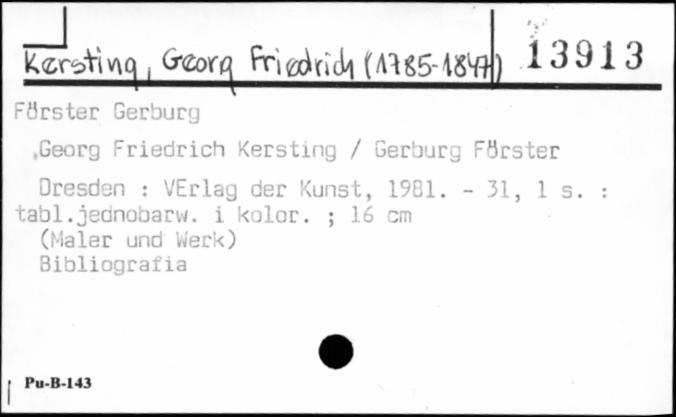 Kersting, Georg Friedrich (1785-1847)
13913
Förster Gerburg
Georg Friedrich Kersting / Gerburg Förster
Dresden : VErlag der Kunst, 1981. - 31, 1 s. :
tabl.jednobarw. i kolor. ; 16 cm
(Maler und Werk)
Bibliografia
Pu-B-143